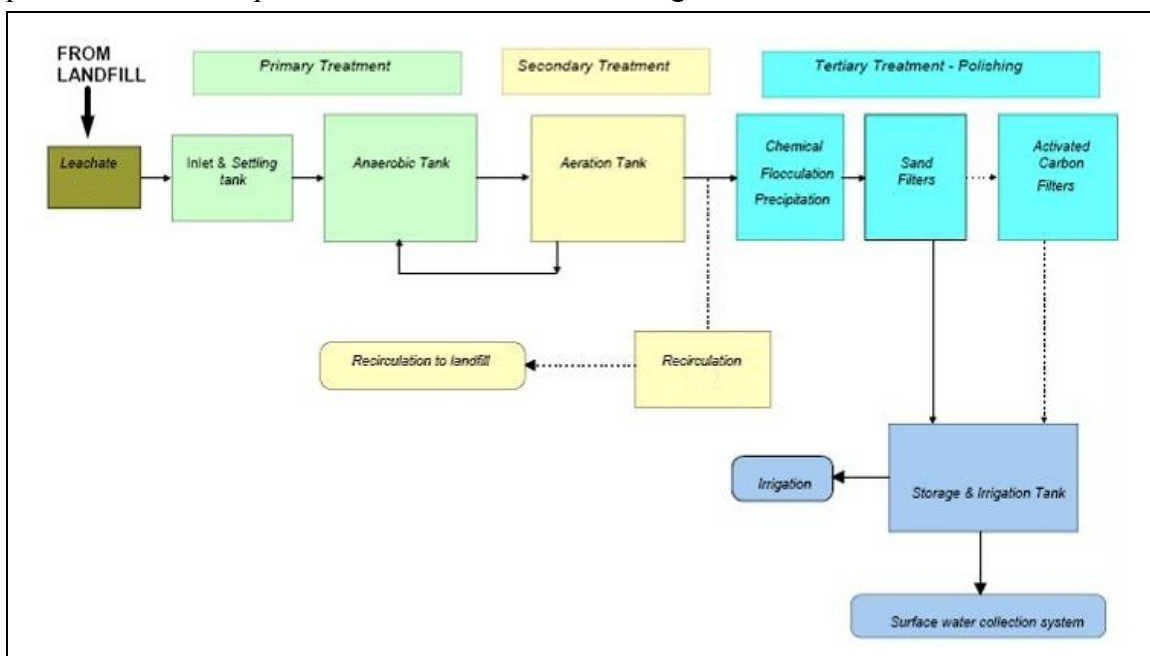 FROM
LANDFILL
Primary Treatment
Secondary Treatment
Tertiary Treatment - Polishing
Leachate
Inlet & Settling
tank
Anaerobic Tank
Aeration Tank
Chemical
Flocculation
Precipitation
Sand
Filters
Activated
Carbon
Filters
Recirculation to landfill
Recirculation
Irrigation
Storage & Irrigation Tank
Surface water collection system